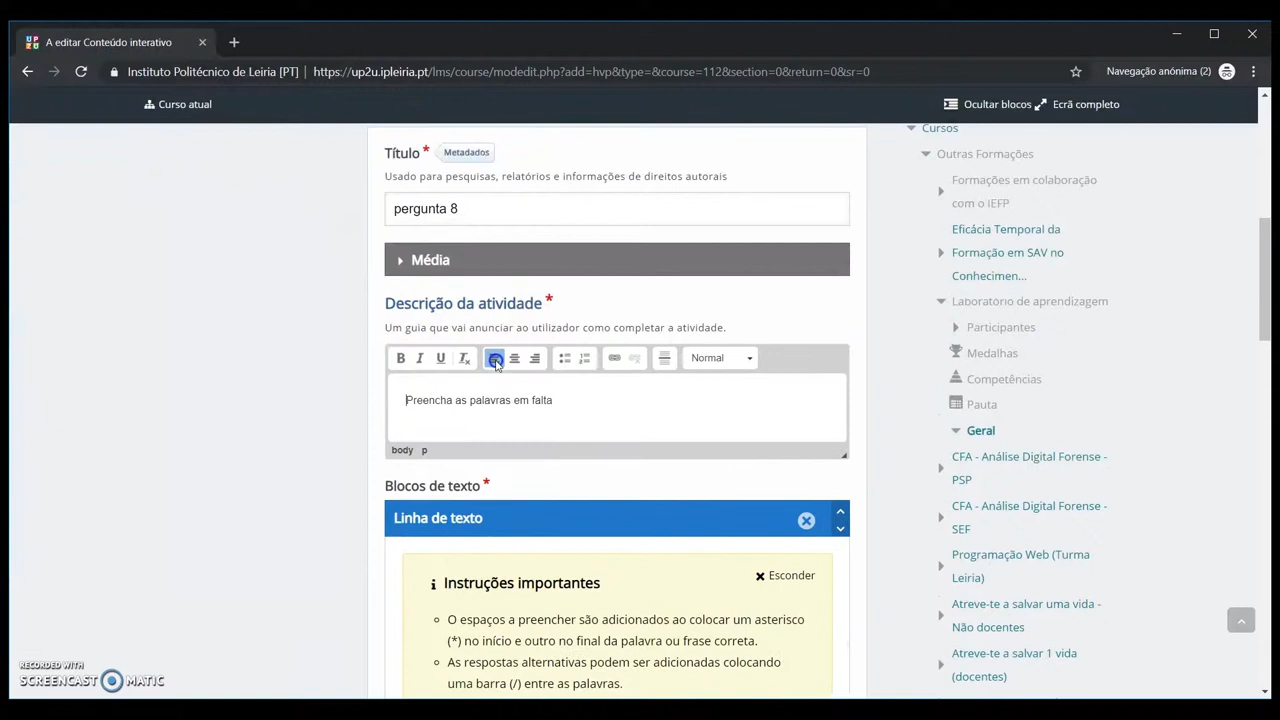 A editar Conteúdo interativo
Instituto Politécnico de Leiria [PT]
https://up2u.ipleiria.pt/lms/course/modedit.php?add=hvp&type=&course=112&section=0&return=0&sr=0
Navegação anónima (2)
Curso atual
Ocultar blocos
Ecrã completo
Título*
Metadados
Usado para pesquisas, relatórios e informações de direitos autorais
pergunta 8
Média
Descrição da atividade*
Um guia que vai anunciar ao utilizador como completar a atividade.
B I U Tx
Normal
Preencha as palavras em falta
body p
Blocos de texto*
Linha de texto
Instruções importantes
Esconder
O espaços a preencher são adicionados ao colocar um asterisco
(*) no início e outro no final da palavra ou frase correta.
As respostas alternativas podem ser adicionadas colocando
uma barra (/) entre as palavras.
Cursos
Outras Formações
Formações em colaboração
com o iEFP
Eficácia Temporal da
Formação em SAV no
Conhecimen...
Laboratório de aprendizagem
Participantes
Medalhas
Competências
Pauta
Geral
CFA - Análise Digital Forense -
PSP
CFA - Análise Digital Forense -
SEF
Programação Web (Turma
Leiria)
Atreve-te a salvar uma vida -
Não docentes
Atreve-te a salvar 1 vida
(docentes)
RECORDED WITH
SCREENCAST MATIC